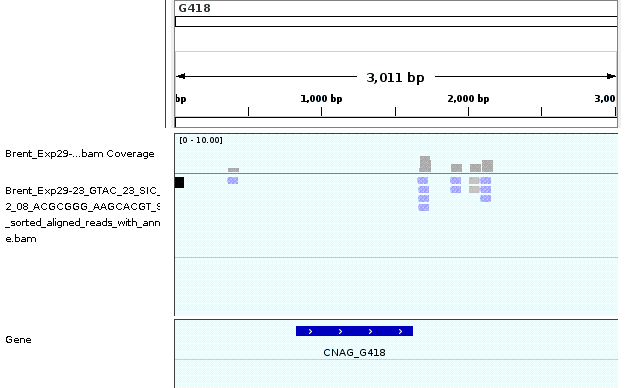 G418
3,011 bp
bp
1,000 bp
2,000 bp
3,00
[0 - 10.00]
Brent_Exp29-...bam Coverage
Brent_Exp29-23_GTAC_23_SIC_
2_08_ACGCGGG_AAGCACGT_S
_sorted_aligned_reads_with_ann
e.bam
Gene
CNAG_G418